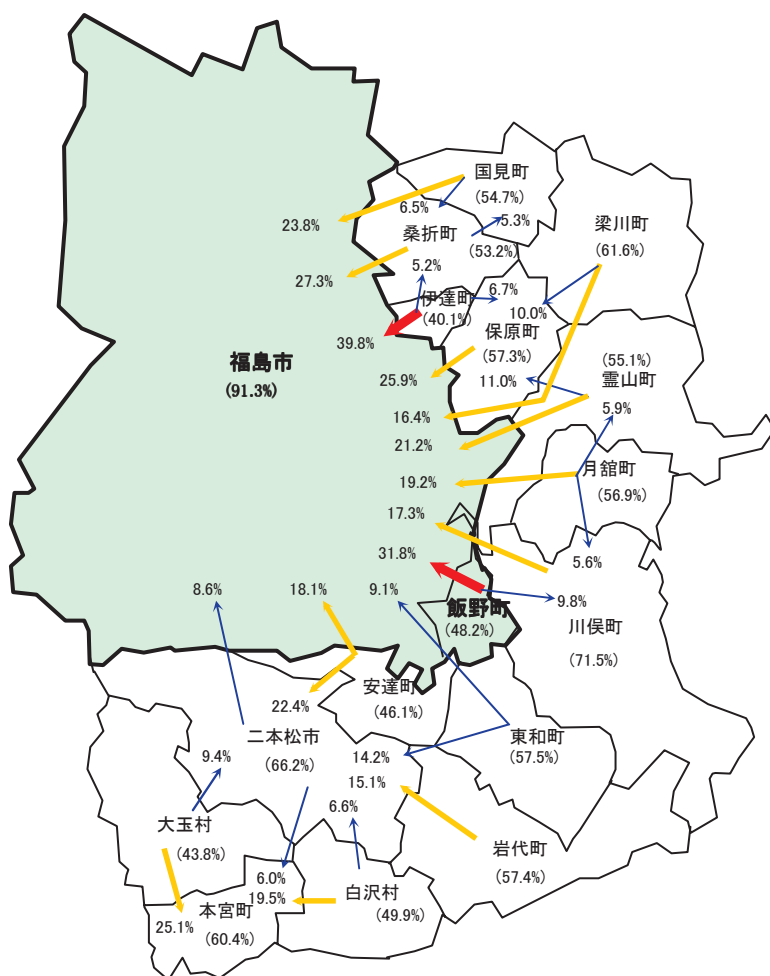 国見町
(54.7%)
6.5%
5.3%
23.8%
桑折町
(53.2%)
梁川町
(61.6%)
27.3%
5.2%
6.7%
伊達町
(40.1%)
10.0%
保原町
(57.3%)
39.8%
福島市
(91.3%)
25.9%
11.0%
(55.1%)
霊山町
5.9%
16.4%
21.2%
19.2%
月舘町
(56.9%)
17.3%
31.8%
5.6%
8.6%
18.1%
9.1%
飯野町
(48.2%)
9.8%
川俣町
(71.5%)
安達町
(46.1%)
22.4%
二本松市
(66.2%)
東和町
(57.5%)
9.4%
14.2%
15.1%
6.6%
大玉村
(43.8%)
岩代町
(57.4%)
6.0%
19.5%
白沢村
(49.9%)
25.1%
本宮町
(60.4%)